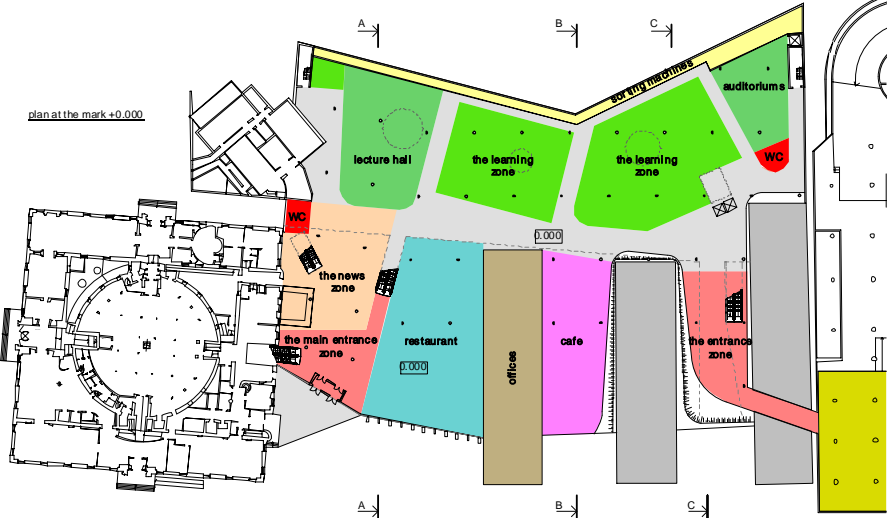 A
B
C
sorting machines
auditoriums
plan at the mark +0.000
lecture hall
the learning
zone
the learning
zone
WC
WC
0.000
the news
zone
the main entrance
zone
restaurant
0.000
offices
cafe
the entrance
zone
A
B
C